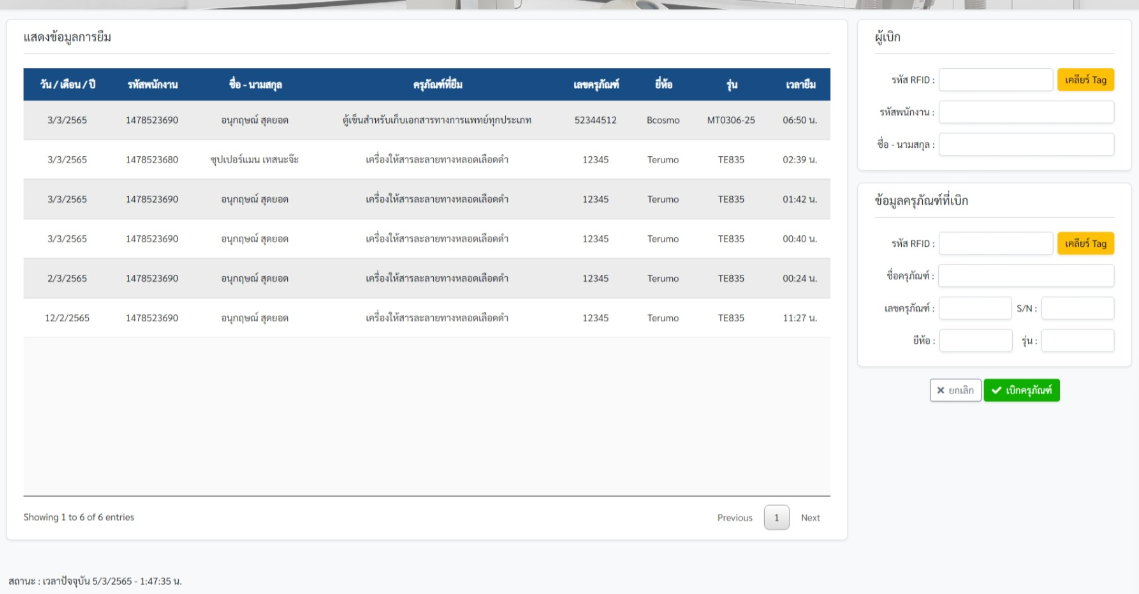 แสดงข้อมูลการยืม
วัน / เดือน / ปี รหัสพนักงาน ชื่อ - นามสกุล ครุภัณฑ์ที่ยืม เลขครุภัณฑ์ ยี่ห้อ รุ่น เวลายืม
3/3/2565 1478523690 อนุกฤษณ์ สุดยอด ตู้เข็นสำหรับเก็บเอกสารทางการแพทย์ทุกประเภท 52344512 Bcosmo MT0306-25 06:50 น.
3/3/2565 1478523680 ซุปเปอร์แมน เทสนะจ๊ะ เครื่องให้สารละลายทางหลอดเลือดดำ 12345 Terumo TE835 02:39 น.
3/3/2565 1478523690 อนุกฤษณ์ สุดยอด เครื่องให้สารละลายทางหลอดเลือดดำ 12345 Terumo TE835 01:42 น.
3/3/2565 1478523690 อนุกฤษณ์ สุดยอด เครื่องให้สารละลายทางหลอดเลือดดำ 12345 Terumo TE835 00:40 น.
2/3/2565 1478523690 อนุกฤษณ์ สุดยอด เครื่องให้สารละลายทางหลอดเลือดดำ 12345 Terumo TE835 00:24 น.
12/2/2565 1478523690 อนุกฤษณ์ สุดยอด เครื่องให้สารละลายทางหลอดเลือดดำ 12345 Terumo TE835 11:27 น.
Showing 1 to 6 of 6 entries
Previous 1 Next
ผู้เบิก
รหัส RFID : เคลียร์ Tag
รหัสพนักงาน :
ชื่อ - นามสกุล :
ข้อมูลครุภัณฑ์ที่เบิก
รหัส RFID : เคลียร์ Tag
ชื่อครุภัณฑ์ :
เลขครุภัณฑ์ : S/N :
ยี่ห้อ : รุ่น :
ยกเลิก เบิกครุภัณฑ์
สถานะ : เวลาปัจจุบัน 5/3/2565 - 1:47:35 น.